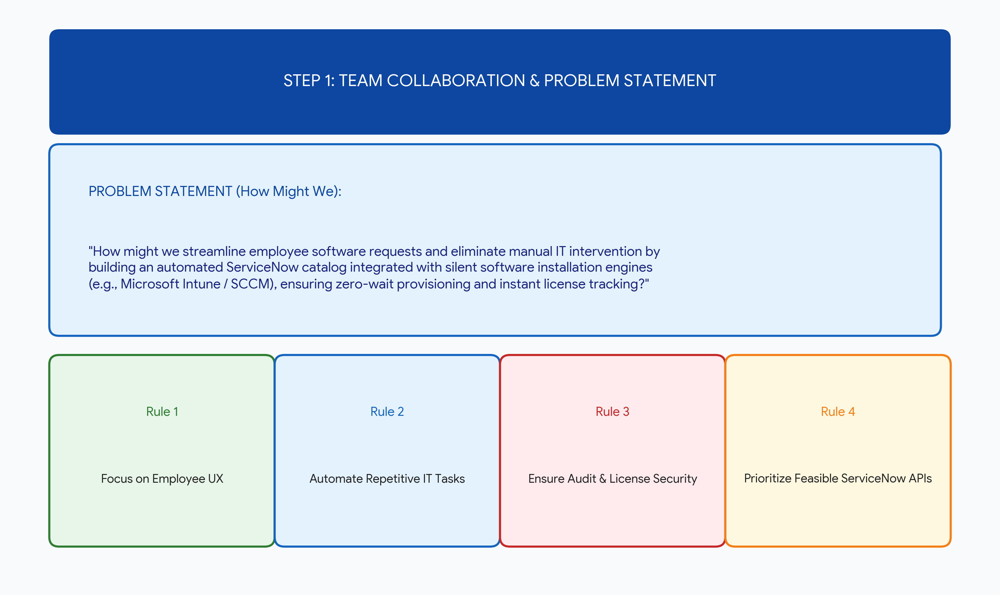 STEP 1: TEAM COLLABORATION & PROBLEM STATEMENT
PROBLEM STATEMENT (How Might We):
"How might we streamline employee software requests and eliminate manual IT intervention by
building an automated ServiceNow catalog integrated with silent software installation engines
(e.g., Microsoft Intune / SCCM), ensuring zero-wait provisioning and instant license tracking?"
Rule 1
Focus on Employee UX
Rule 2
Automate Repetitive IT Tasks
Rule 3
Ensure Audit & License Security
Rule 4
Prioritize Feasible ServiceNow APIs